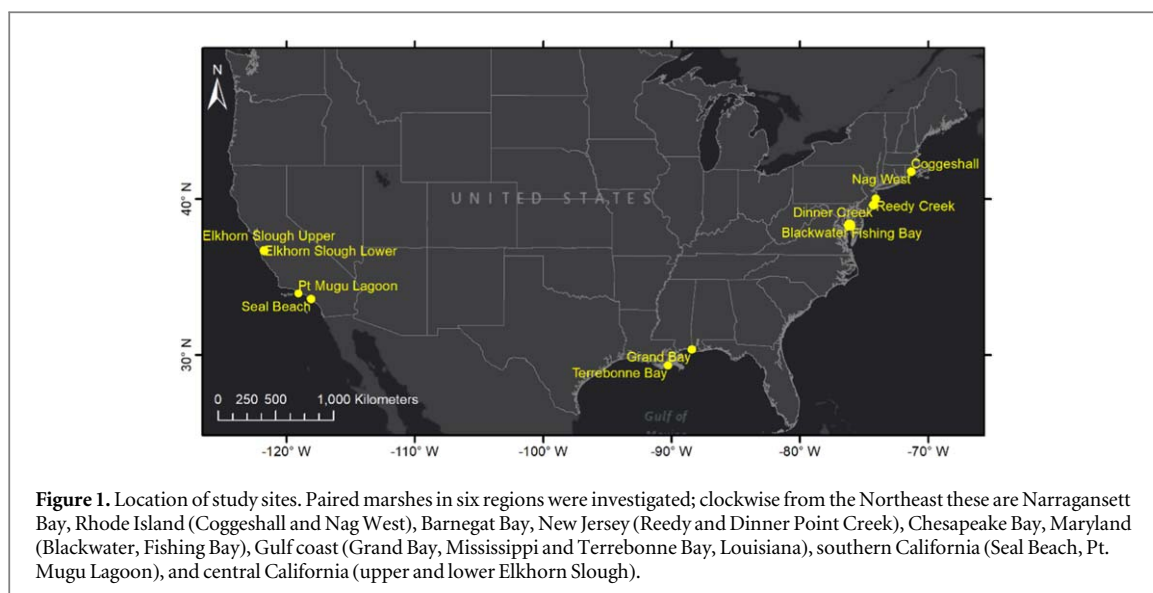 N
UNITED STATES
40° N
30° N
Coggeshall
Nag West
Reedy Creek
Dinner Creek
Blackwater Fishing Bay
Elkhorn Slough Upper
Elkhorn Slough Lower
Pt Mugu Lagoon
Seal Beach
Grand Bay
Terrebonne Bay
Gulf of
0 250 500 1,000 Kilometers
-120° W -110° W -100° W -90° W -80° W -70° W
Figure 1. Location of study sites. Paired marshes in six regions were investigated; clockwise from the Northeast these are Narragansett
Bay, Rhode Island (Coggeshall and Nag West), Barnegat Bay, New Jersey (Reedy and Dinner Point Creek), Chesapeake Bay, Maryland
(Blackwater, Fishing Bay), Gulf coast (Grand Bay, Mississippi and Terrebonne Bay, Louisiana), southern California (Seal Beach, Pt.
Mugu Lagoon), and central California (upper and lower Elkhorn Slough).